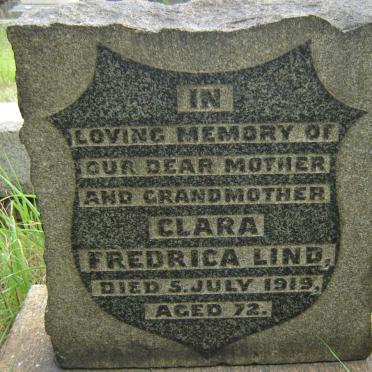 IN
LOVING MEMORY OF
OUR DEAR MOTHER
AND GRANDMOTHER
CLARA
FREDRICA LIND,
DIED 5. JULY 1919,
AGED 72.